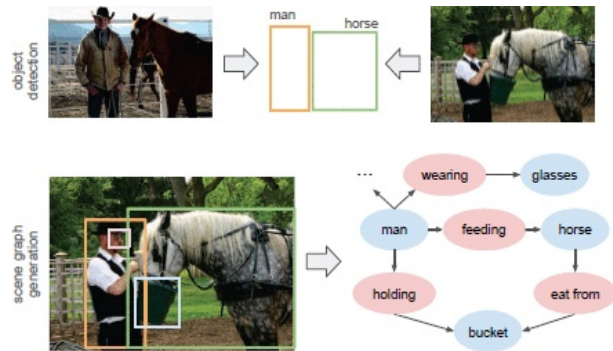 object
detection
man
horse
scene graph
generation
...
wearing
glasses
man
feeding
horse
holding
eat from
bucket